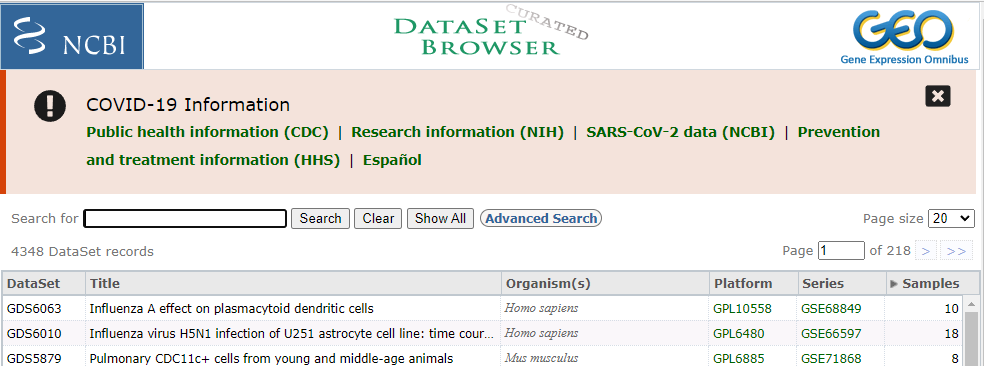 NCBI
DATASET BROWSER
CURATED
GEO
Gene Expression Omnibus
COVID-19 Information
Public health information (CDC) | Research information (NIH) | SARS-CoV-2 data (NCBI) | Prevention
and treatment information (HHS) | Español
Search for Search Clear Show All Advanced Search Page size 20
4348 DataSet records Page 1 of 218 > >>
DataSet Title Organism(s) Platform Series Samples
GDS6063 Influenza A effect on plasmacytoid dendritic cells Homo sapiens GPL10558 GSE68849 10
GDS6010 Influenza virus H5N1 infection of U251 astrocyte cell line: time cour... Homo sapiens GPL6480 GSE66597 18
GDS5879 Pulmonary CDC11c+ cells from young and middle-age animals Mus musculus GPL6885 GSE71868 8